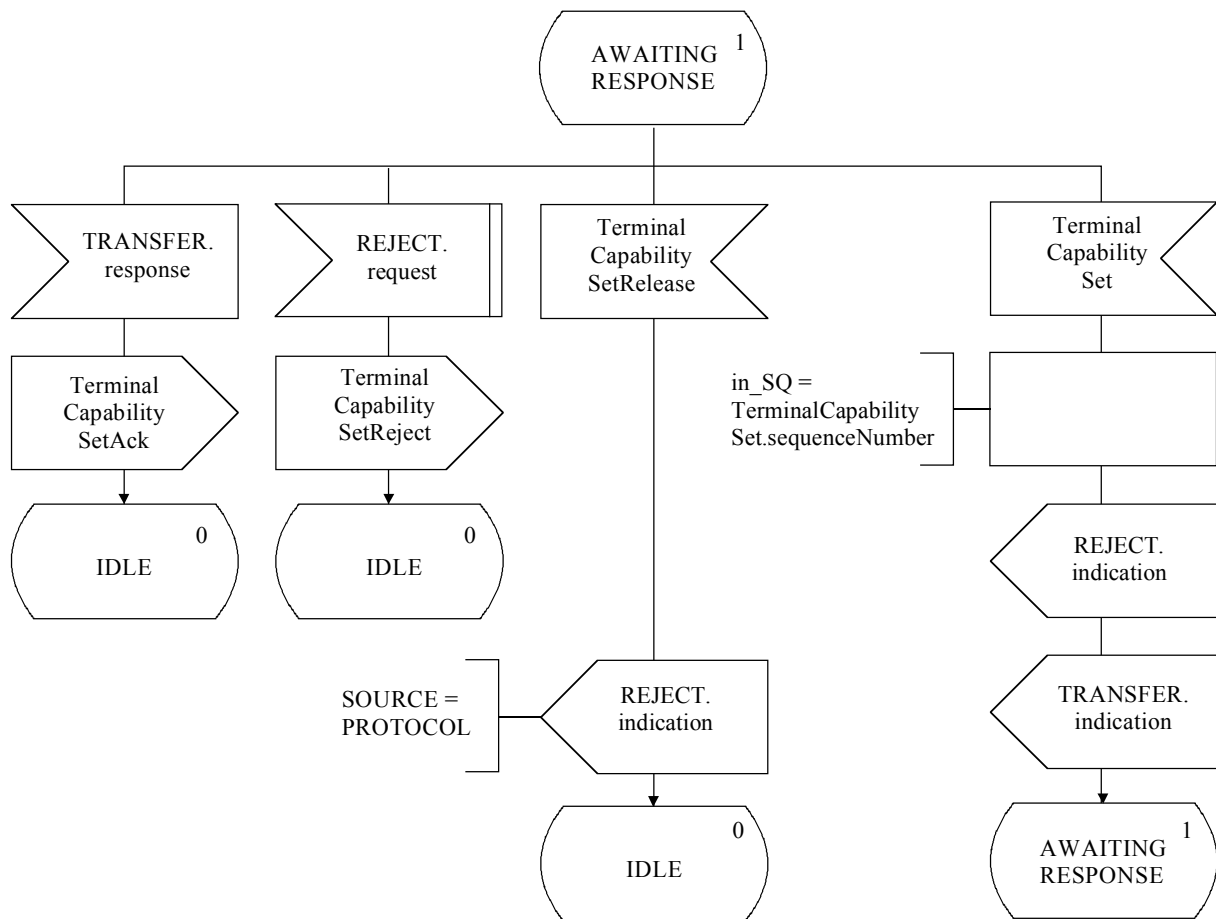 1
AWAITING
RESPONSE
TRANSFER.
response
REJECT.
request
Terminal
Capability
SetRelease
Terminal
Capability
Set
Terminal
Capability
SetAck
Terminal
Capability
SetReject
in_SQ =
TerminalCapability
Set.sequenceNumber
0
IDLE
0
IDLE
REJECT.
indication
SOURCE =
PROTOCOL
REJECT.
indication
TRANSFER.
indication
0
IDLE
1
AWAITING
RESPONSE